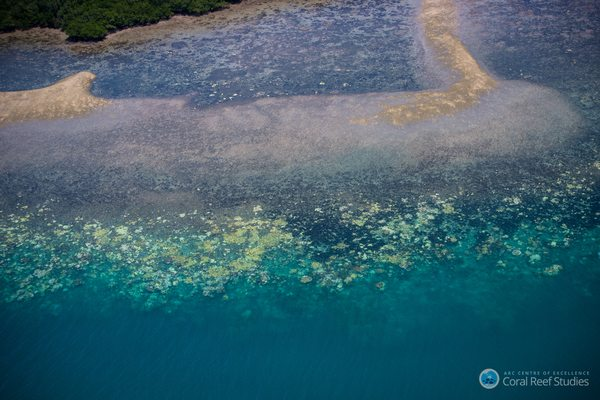 ARC CENTRE OF EXCELLENCE
Coral Reef Studies